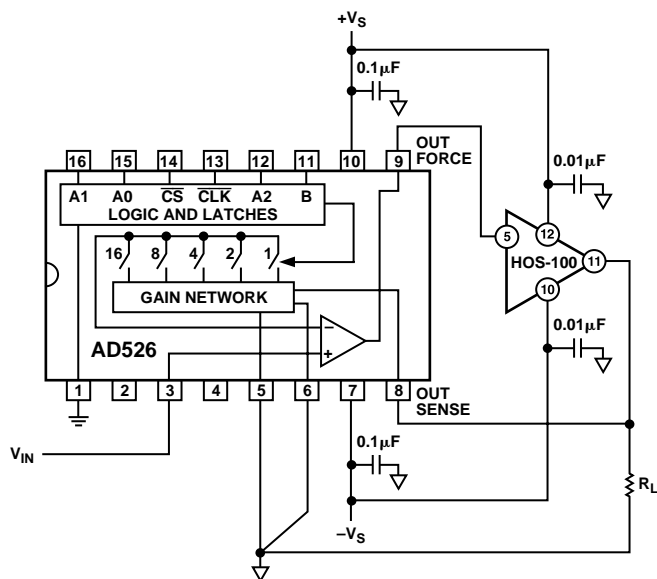 +VS
0.1µF
16 15 14 13 12 11 10 9
OUT FORCE
A1 A0 CS CLK A2 B
LOGIC AND LATCHES
0.01µF
16 8 4 2 1
5 12 11
HOS-100
10
GAIN NETWORK
–
+
AD526
0.01µF
1 2 3 4 5 6 7 8
OUT SENSE
VIN
0.1µF
RL
–VS